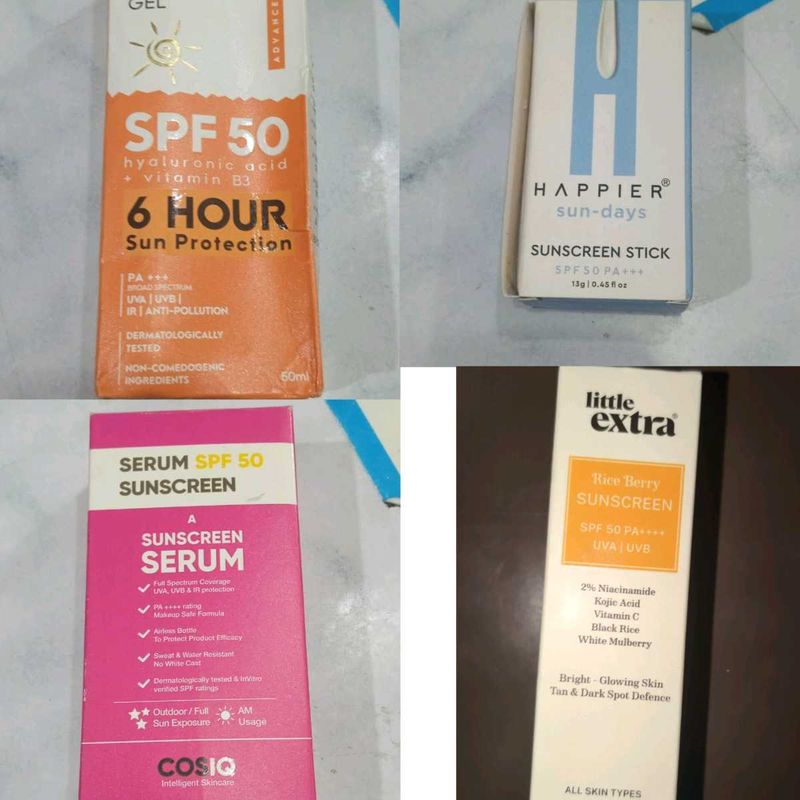 GEL
ADVANCE
SPF 50
hyaluronic acid
+ vitamin B3
6 HOUR
Sun Protection
PA +++
BROAD SPECTRUM
UVA | UVB |
IR | ANTI-POLLUTION
DERMATOLOGICALLY
TESTED
NON-COMEDOGENIC
INGREDIENTS
50ml
HAPPIER®
sun-days
SUNSCREEN STICK
SPF 50 PA+++
13g | 0.45 fl oz
SERUM SPF 50
SUNSCREEN
A
SUNSCREEN
SERUM
Full Spectrum Coverage
UVA, UVB & IR protection
PA ++++ rating
Makeup Safe Formula
Airless Bottle
To Protect Product Efficacy
Sweat & Water Resistant
No White Cast
Dermatologically tested & InVitro
verified SPF ratings
Outdoor / Full
Sun Exposure
AM
Usage
COSIQ
Intelligent Skincare
little
extra®
Rice Berry
SUNSCREEN
SPF 50 PA++++
UVA | UVB
2% Niacinamide
Kojic Acid
Vitamin C
Black Rice
White Mulberry
Bright - Glowing Skin
Tan & Dark Spot Defence
ALL SKIN TYPES